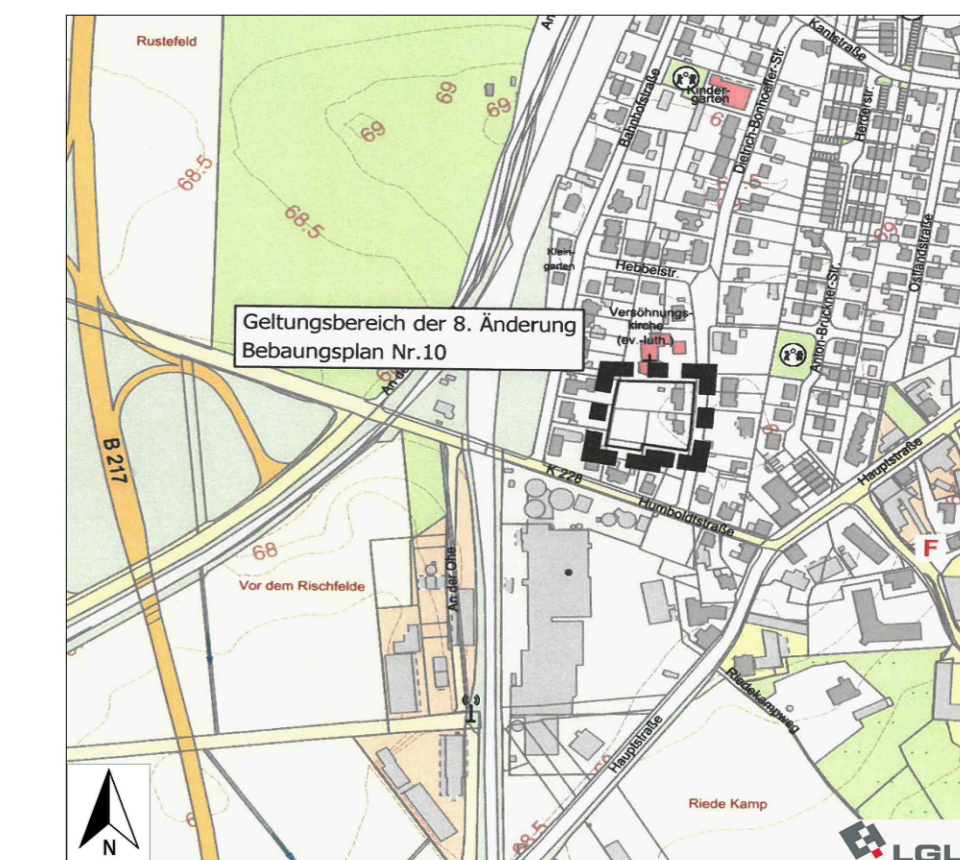 Rustefeld
Kantstraße
Kinder-
garten
Bahnhofstraße
Dietrich-Bonhoeffer-Str.
Herderstr.
69
69
69
68.5
68.5
Klein-
garten
Hebbelstr.
69
Ostlandstraße
Versöhnungs-
kirche
(ev.-luth.)
Anton-Bruckner-Str.
Geltungsbereich der 8. Änderung
Bebaungsplan Nr.10
B 217
K 228
Humboldtstraße
Hauptstraße
F
68
Vor dem Rischfelde
An der Ohe
Riedekampweg
Hauptstraße
Riede Kamp
68.5
N
LGL